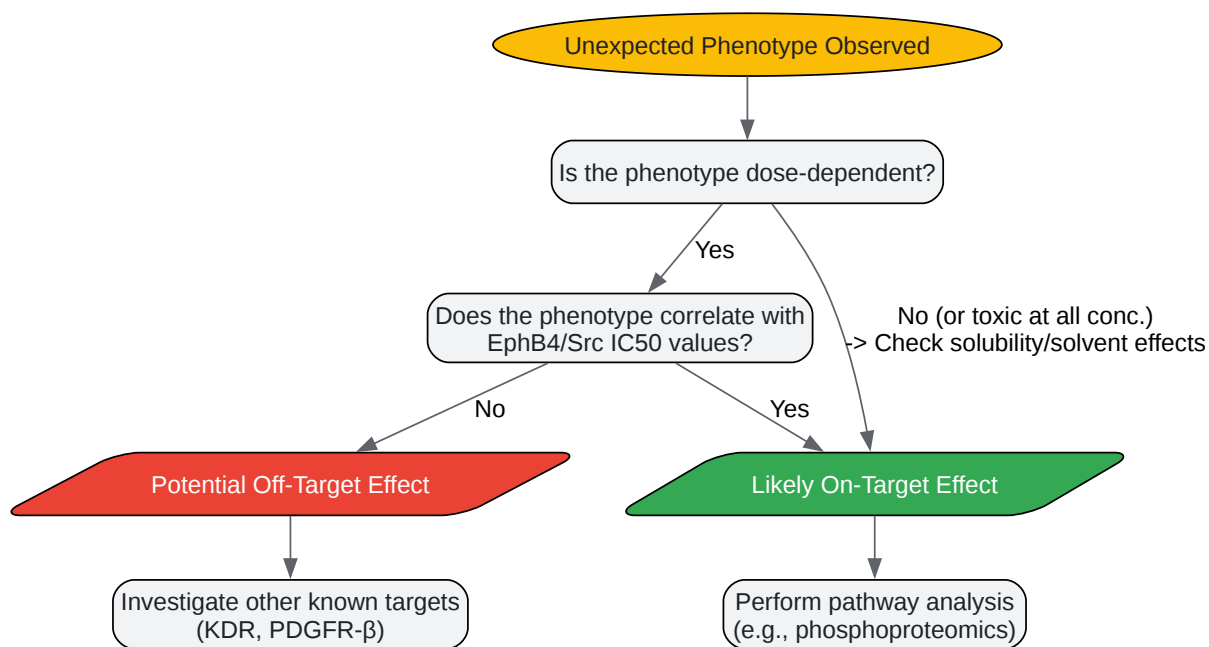 Unexpected Phenotype Observed
Is the phenotype dose-dependent?
Yes
Does the phenotype correlate with
EphB4/Src IC50 values?
No (or toxic at all conc.)
-> Check solubility/solvent effects
No
Yes
Potential Off-Target Effect
Likely On-Target Effect
Investigate other known targets
(KDR, PDGFR-β)
Perform pathway analysis
(e.g., phosphoproteomics)